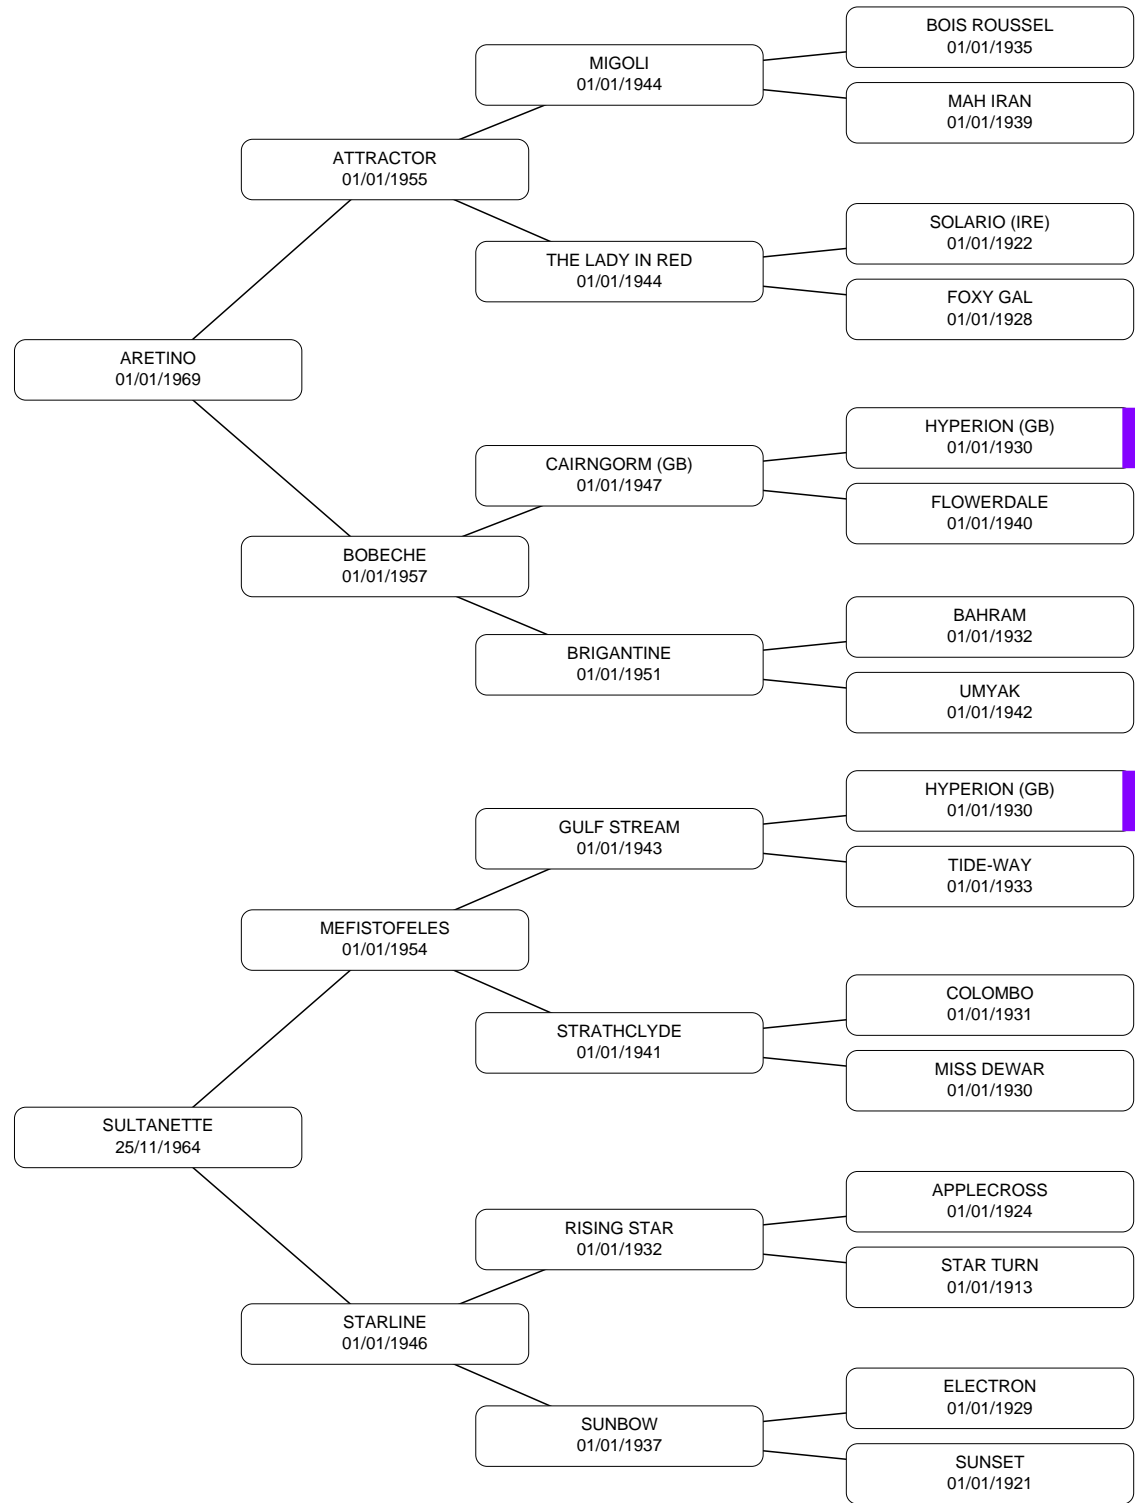 BOIS ROUSSEL
01/01/1935
MIGOLI
01/01/1944
MAH IRAN
01/01/1939
ATTRACTOR
01/01/1955
SOLARIO (IRE)
01/01/1922
THE LADY IN RED
01/01/1944
FOXY GAL
01/01/1928
ARETINO
01/01/1969
HYPERION (GB)
01/01/1930
CAIRNGORM (GB)
01/01/1947
FLOWERDALE
01/01/1940
BOBECHE
01/01/1957
BAHRAM
01/01/1932
BRIGANTINE
01/01/1951
UMYAK
01/01/1942
HYPERION (GB)
01/01/1930
GULF STREAM
01/01/1943
TIDE-WAY
01/01/1933
MEFISTOFELES
01/01/1954
COLOMBO
01/01/1931
STRATHCLYDE
01/01/1941
MISS DEWAR
01/01/1930
SULTANETTE
25/11/1964
APPLECROSS
01/01/1924
RISING STAR
01/01/1932
STAR TURN
01/01/1913
STARLINE
01/01/1946
ELECTRON
01/01/1929
SUNBOW
01/01/1937
SUNSET
01/01/1921